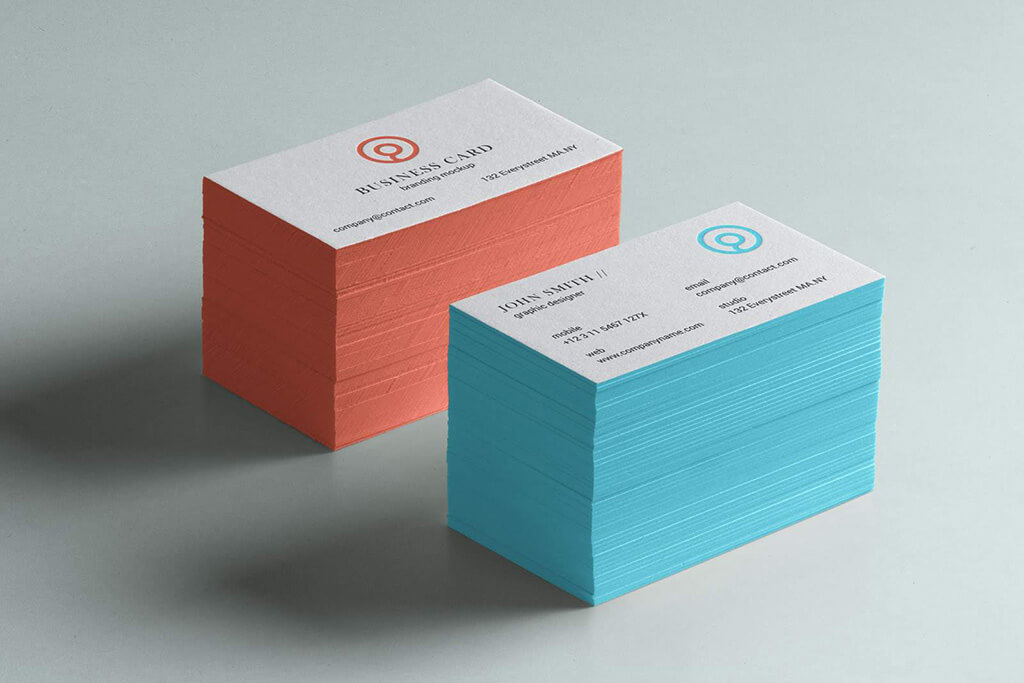 BUSINESS CARD
branding mockup
company@contact.com
132 Everystreet MA.NY
JOHN SMITH //
graphic designer
mobile
+12 3 11 5467 127X
web
www.companyname.com
email
company@contact.com
studio
132 Everystreet MA.NY